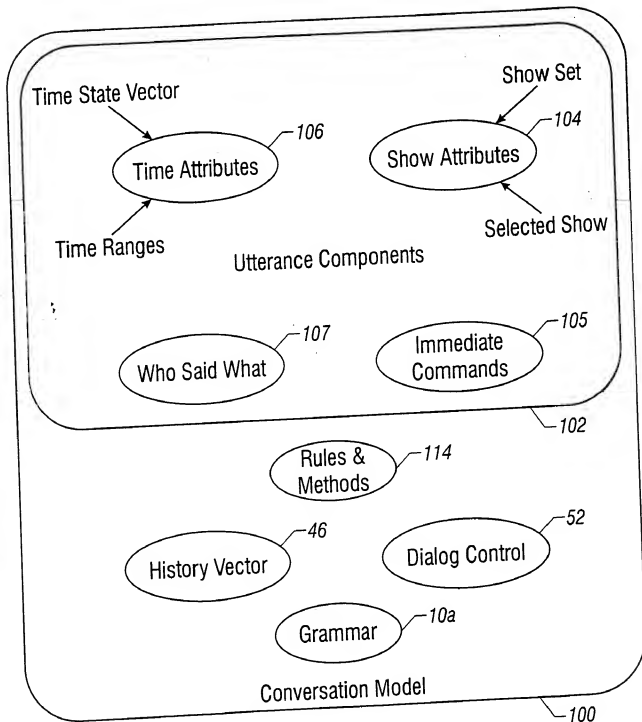 Show Set
Time State Vector
106
104
Time Attributes
Show Attributes
Time Ranges
Selected Show
Utterance Components
107
105
Who Said What
Immediate
Commands
102
Rules &
Methods
114
46
52
History Vector
Dialog Control
Grammar
10a
Conversation Model
100